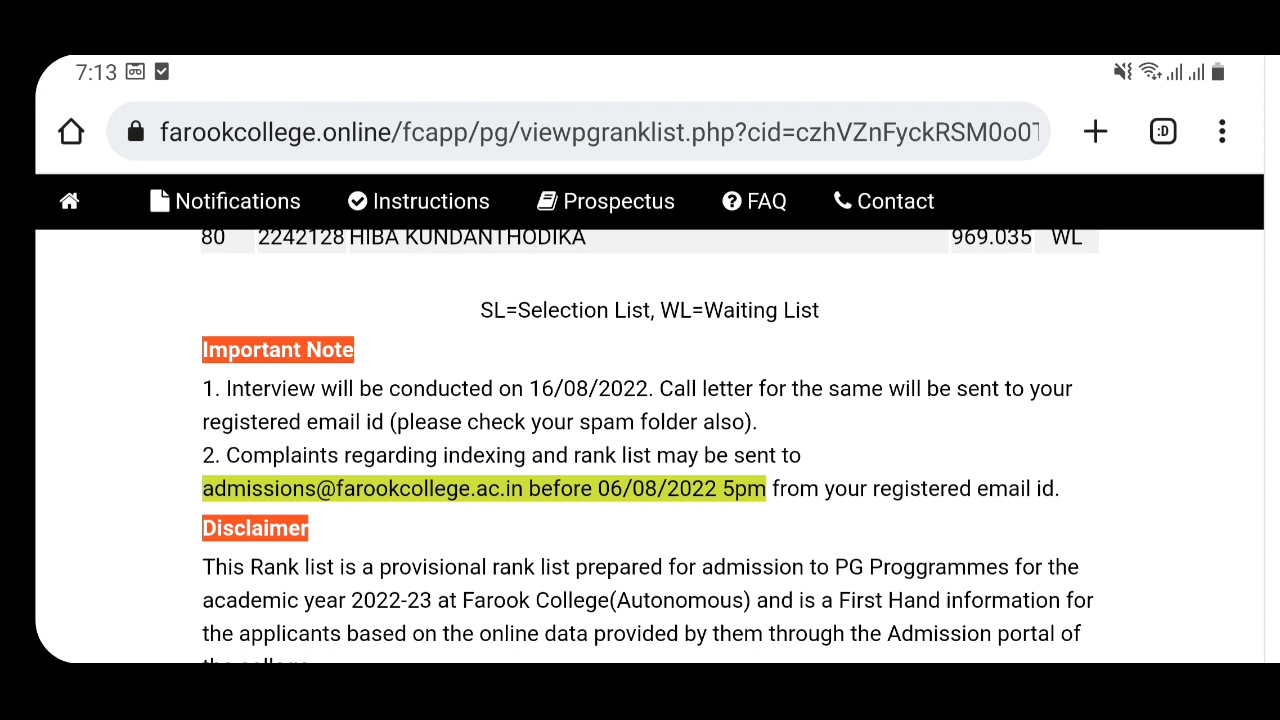 7:13
farookcollege.online/fcapp/pg/viewpgranklist.php?cid=czhVZnFyckRSM0o0T
:D
Notifications Instructions Prospectus FAQ Contact
80 2242128 HIBA KUNDANTHODIKA 969.035 WL
SL=Selection List, WL=Waiting List
Important Note
1. Interview will be conducted on 16/08/2022. Call letter for the same will be sent to your
registered email id (please check your spam folder also).
2. Complaints regarding indexing and rank list may be sent to
admissions@farookcollege.ac.in before 06/08/2022 5pm from your registered email id.
Disclaimer
This Rank list is a provisional rank list prepared for admission to PG Proggrammes for the
academic year 2022-23 at Farook College(Autonomous) and is a First Hand information for
the applicants based on the online data provided by them through the Admission portal of